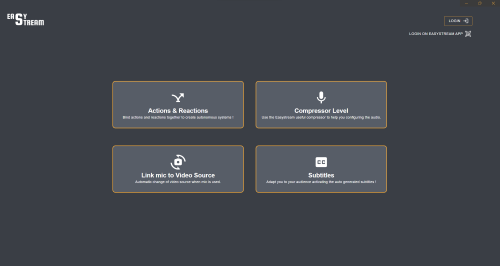 EASY
STREAM
LOGIN
LOGIN ON EASYSTREAM APP
Actions & Reactions
Bind actions and reactions together to create autonomous systems !
Compressor Level
Use the Easystream useful compressor to help you configuring the audio.
Link mic to Video Source
Automatic change of video source when mic is used.
CC
Subtitles
Adapt you to your audience activating the auto generated subtitles !